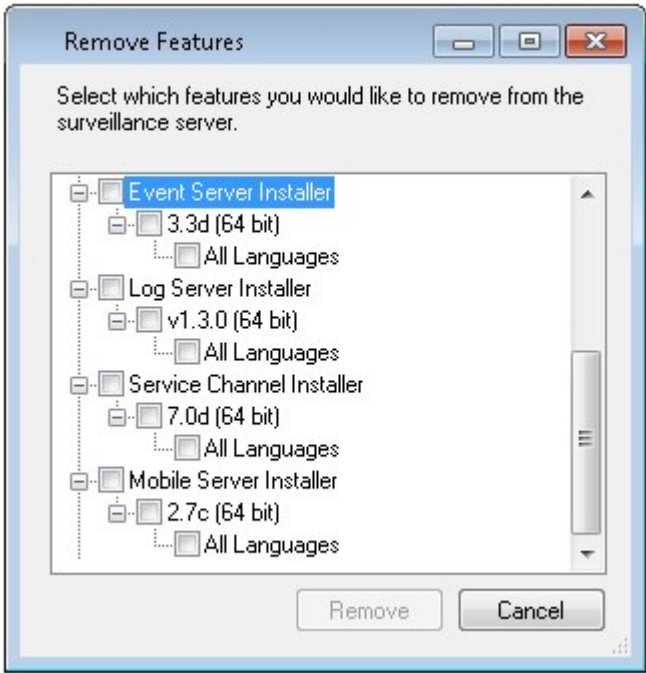 Remove Features
Select which features you would like to remove from the
surveillance server.
Event Server Installer
3.3d (64 bit)
All Languages
Log Server Installer
v1.3.0 (64 bit)
All Languages
Service Channel Installer
7.0d (64 bit)
All Languages
Mobile Server Installer
2.7c (64 bit)
All Languages
Remove
Cancel